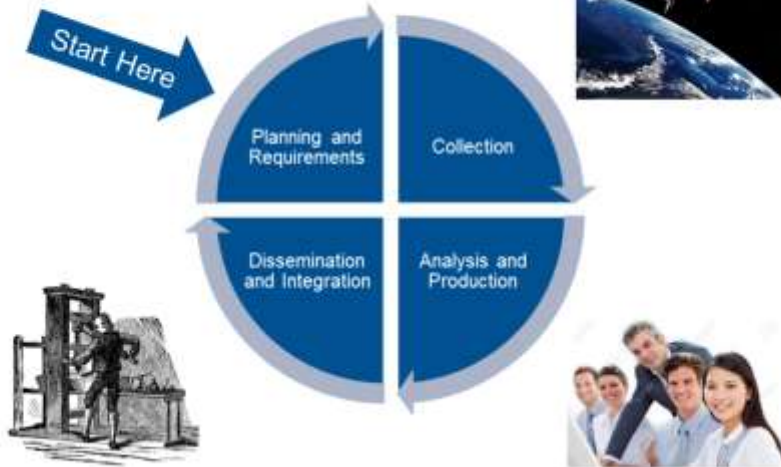 Start Here
Planning and
Requirements
Collection
Dissemination
and Integration
Analysis and
Production